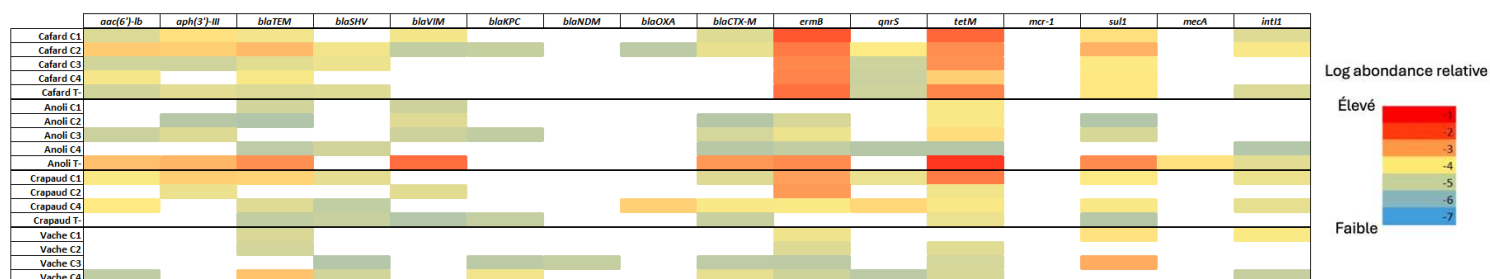 aac(6')-Ib aph(3')-III blaTEM blaSHV blaVIM blaKPC blaNDM blaOXA blaCTX-M ermB qnrS tetM mcr-1 sul1 mecA intI1
Cafard C1
Cafard C2
Cafard C3
Cafard C4
Cafard T-
Anoli C1
Anoli C2
Anoli C3
Anoli C4
Anoli T-
Crapaud C1
Crapaud C2
Crapaud C4
Crapaud T-
Vache C1
Vache C2
Vache C3
Vache C4
Log abondance relative
Élevé
-1
-2
-3
-4
-5
-6
-7
Faible